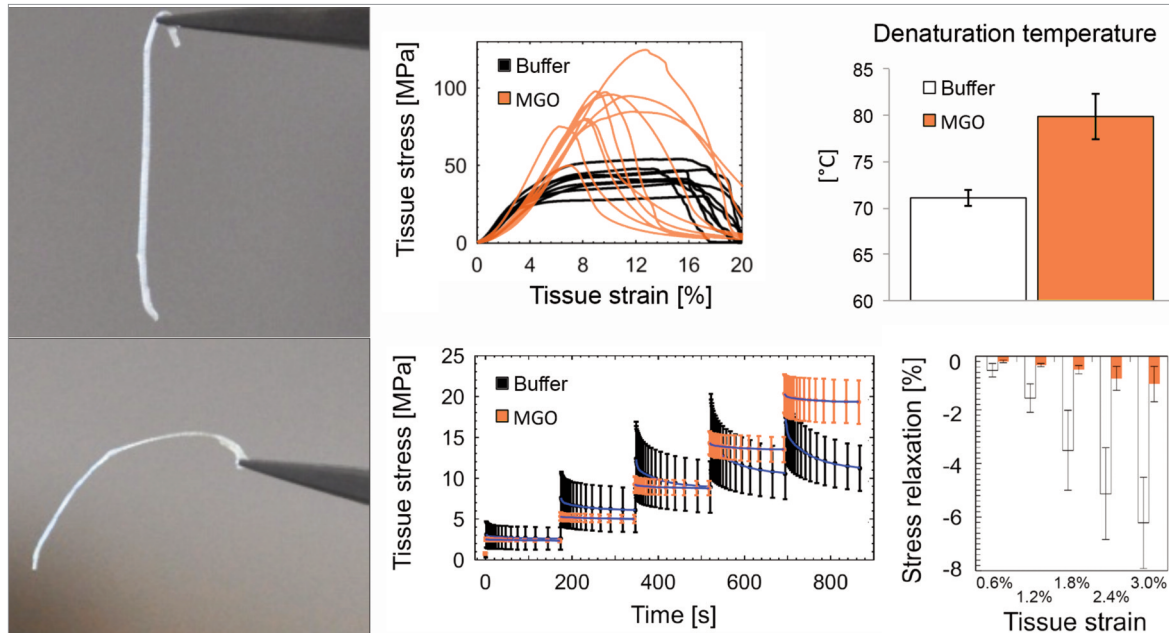 Tissue stress [MPa]
100
50
0
Buffer
MGO
0 4 8 12 16 20
Tissue strain [%]
Denaturation temperature
[°C]
85
80
75
70
65
60
Buffer
MGO
Tissue stress [MPa]
25
20
15
10
5
0
Buffer
MGO
0 200 400 600 800
Time [s]
Stress relaxation [%]
0
-2
-4
-6
-8
0.6% 1.8% 3.0%
1.2% 2.4%
Tissue strain